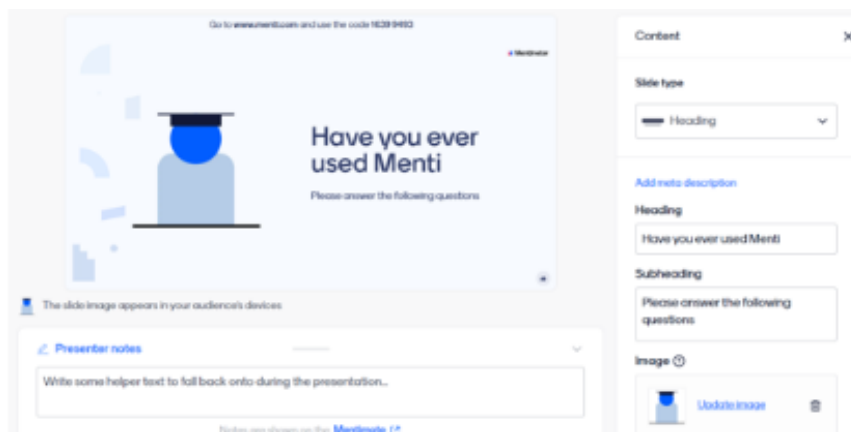 Go to www.menti.com and use the code 1639 9493
Mentimeter
Have you ever
used Menti
Please answer the following questions
The slide image appears in your audience's devices
Presenter notes
Write some helper text to fall back onto during the presentation...
Notes are shown on the Mentimote
Content
Slide type
Heading
Add meta description
Heading
Have you ever used Menti
Subheading
Please answer the following
questions
Image
Update image